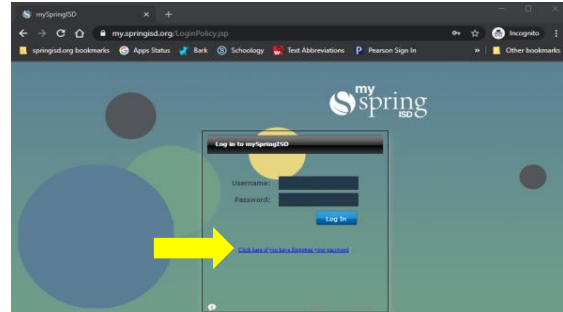 mySpringISD
my.springisd.org/LoginPolicy.jsp
Incognito
springisd.org bookmarks Apps Status Bark Schoology Text Abbreviations Pearson Sign In » Other bookmarks
my
spring
ISD
Log in to mySpringISD
Username:
Password:
Log In
Click here if you have forgotten your password